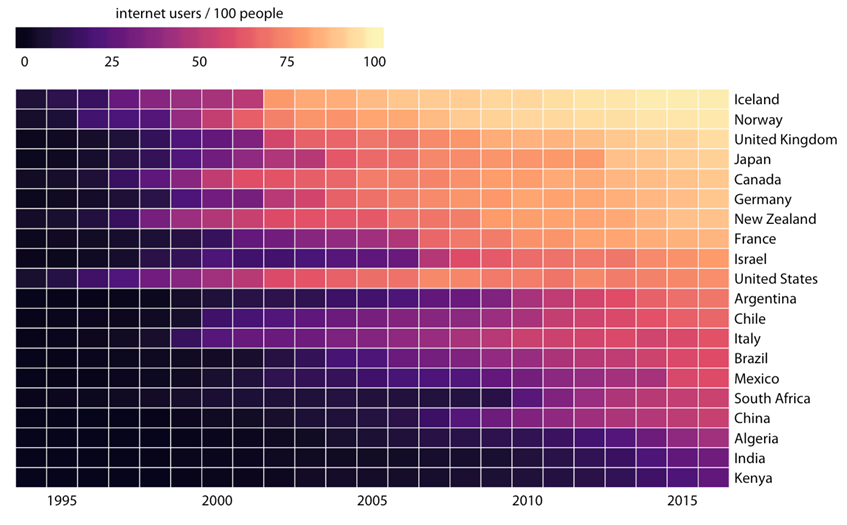 internet users / 100 people
0 25 50 75 100
Iceland
Norway
United Kingdom
Japan
Canada
Germany
New Zealand
France
Israel
United States
Argentina
Chile
Italy
Brazil
Mexico
South Africa
China
Algeria
India
Kenya
1995 2000 2005 2010 2015